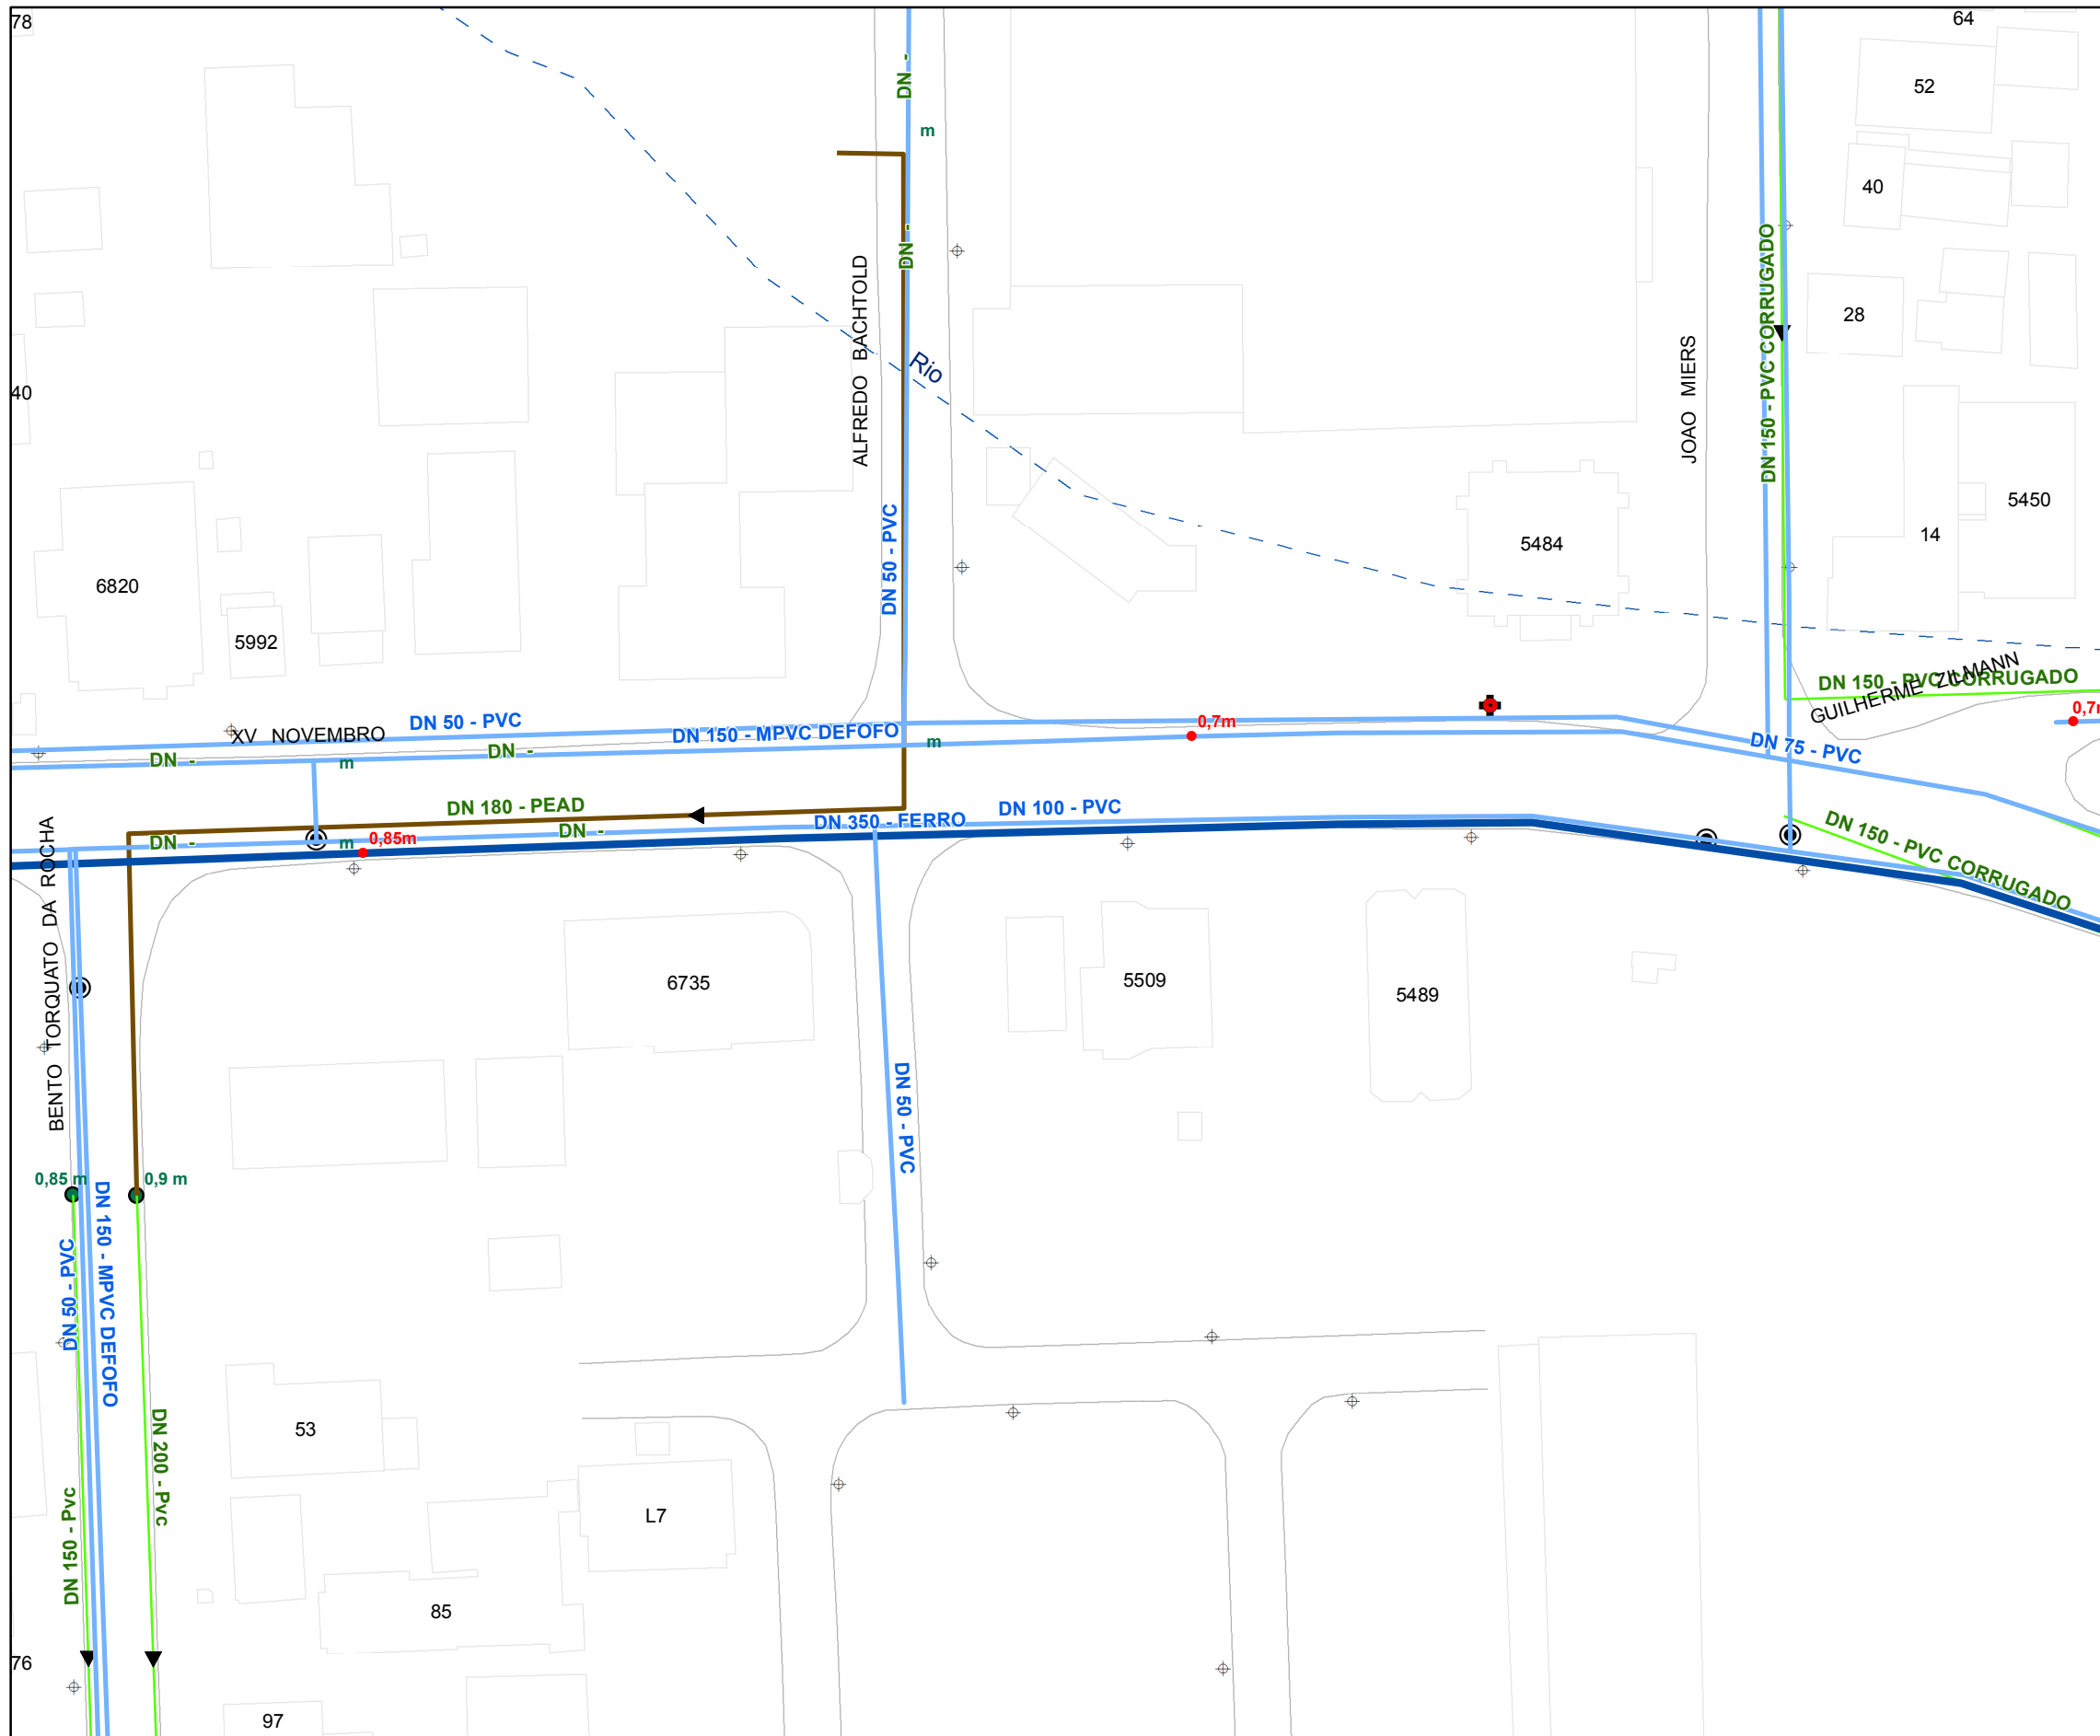 78
64
DN -
52
m
40
DN -
ALFREDO BACHTOLD
DN 150 - PVC CORRUGADO
28
Rio
JOAO MIERS
40
5450
14
5484
DN 50 - PVC
6820
5992
GUILHERME ZILMANN
DN 150 - PVC CORRUGADO
XV NOVEMBRO
DN 50 - PVC
DN 150 - MPVC DEFOFO
0,7m
m
DN 75 - PVC
DN -
m
DN -
DN 180 - PEAD
DN 100 - PVC
DN 350 - FERRO
DN -
DN -
m
0,85m
DN 150 - PVC CORRUGADO
BENTO TORQUATO DA ROCHA
6735
5509
5489
DN 50 - PVC
0,85 m
0,9 m
DN 50 - PVC
DN 150 - MPVC DEFOFO
53
DN 200 - Pvc
DN 150 - Pvc
L7
85
76
97